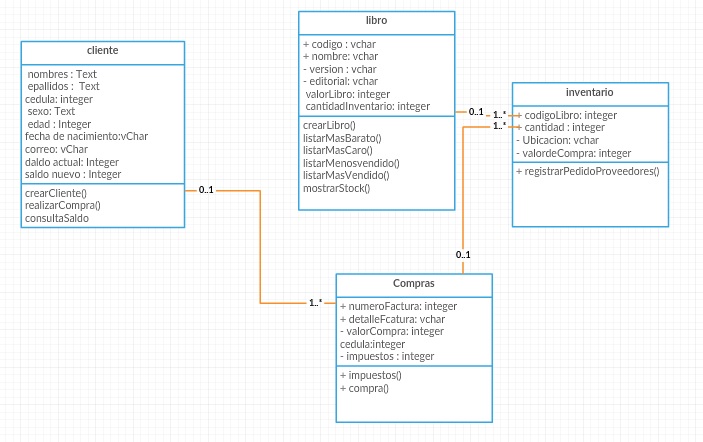 cliente
nombres : Text
epallidos :  Text
cedula: integer
sexo: Text
edad : Integer
fecha de nacimiento:vChar
correo: vChar
daldo actual: Integer
saldo nuevo : Integer
crearCliente()
realizarCompra()
consultaSaldo
0..1
1..*
libro
+ codigo : vchar
+ nombre: vchar
- version : vchar
- editorial: vchar
valorLibro: integer
cantidadInventario: integer
crearLibro()
listarMasBarato()
listarMasCaro()
listarMenosvendido()
listarMasVendido()
mostrarStock()
0..1
1..*
1..*
0..1
inventario
+ codigoLibro: integer
+ cantidad : integer
- Ubicacion: vchar
- valordeCompra: integer
+ registrarPedidoProveedores()
Compras
+ numeroFactura: integer
+ detalleFcatura: vchar
- valorCompra: integer
cedula:integer
- impuestos : integer
+ impuestos()
+ compra()